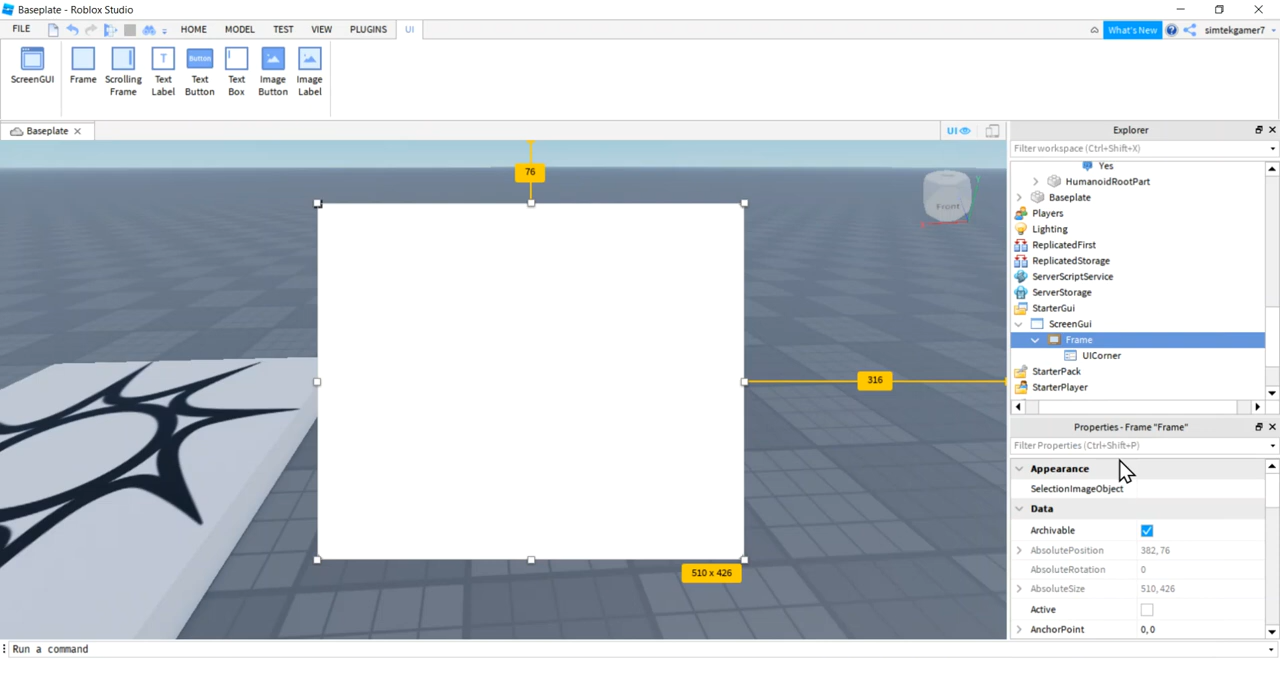 Baseplate - Roblox Studio
FILE HOME MODEL TEST VIEW PLUGINS UI What's New simtekgamer7
ScreenGUI Frame Scrolling Frame Text Label Text Button Text Box Image Button Image Label
T Button
Baseplate UI Explorer
Filter workspace (Ctrl+Shift+X)
Yes
HumanoidRootPart
Baseplate
Players
Lighting
ReplicatedFirst
ReplicatedStorage
ServerScriptService
ServerStorage
StarterGui
ScreenGui
Frame
UICorner
StarterPack
StarterPlayer
76
Front
316
510 x 426
Properties - Frame "Frame"
Filter Properties (Ctrl+Shift+P)
Appearance
SelectionImageObject
Data
Archivable
AbsolutePosition 382, 76
AbsoluteRotation 0
AbsoluteSize 510, 426
Active
AnchorPoint 0, 0
Run a command